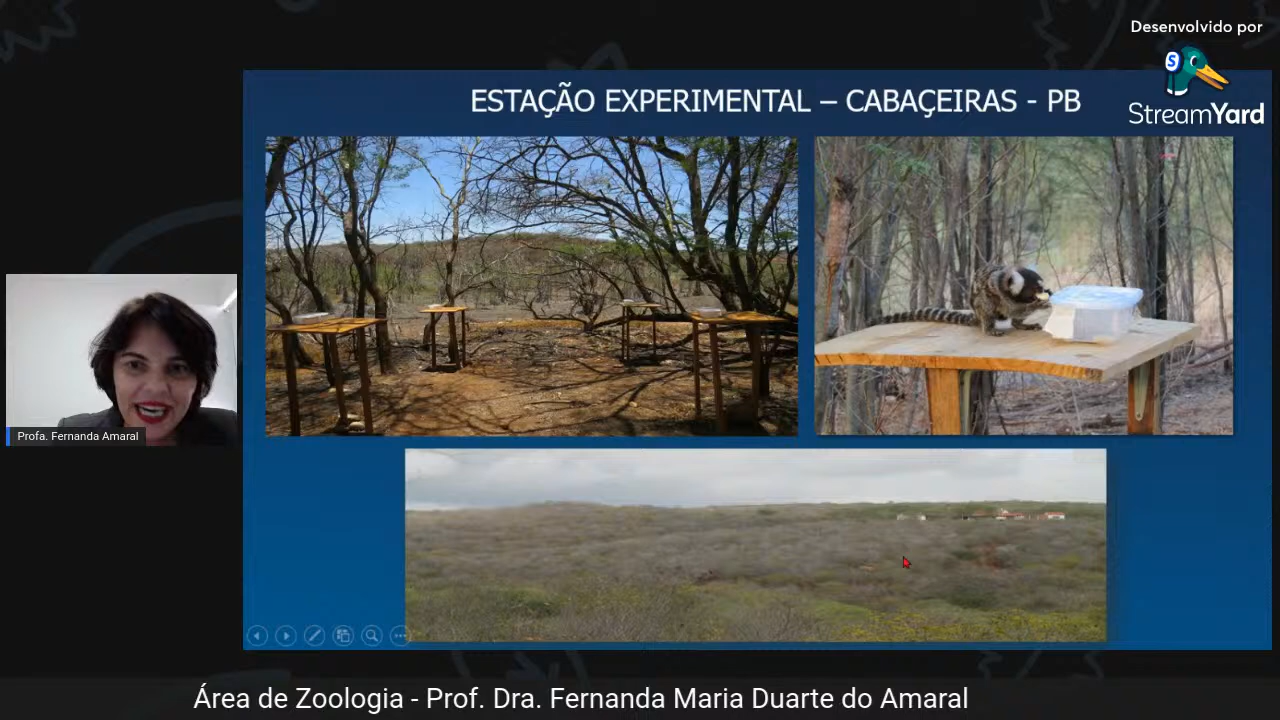 Desenvolvido por
StreamYard
ESTAÇÃO EXPERIMENTAL – CABAÇEIRAS - PB
Profa. Fernanda Amaral
Área de Zoologia - Prof. Dra. Fernanda Maria Duarte do Amaral